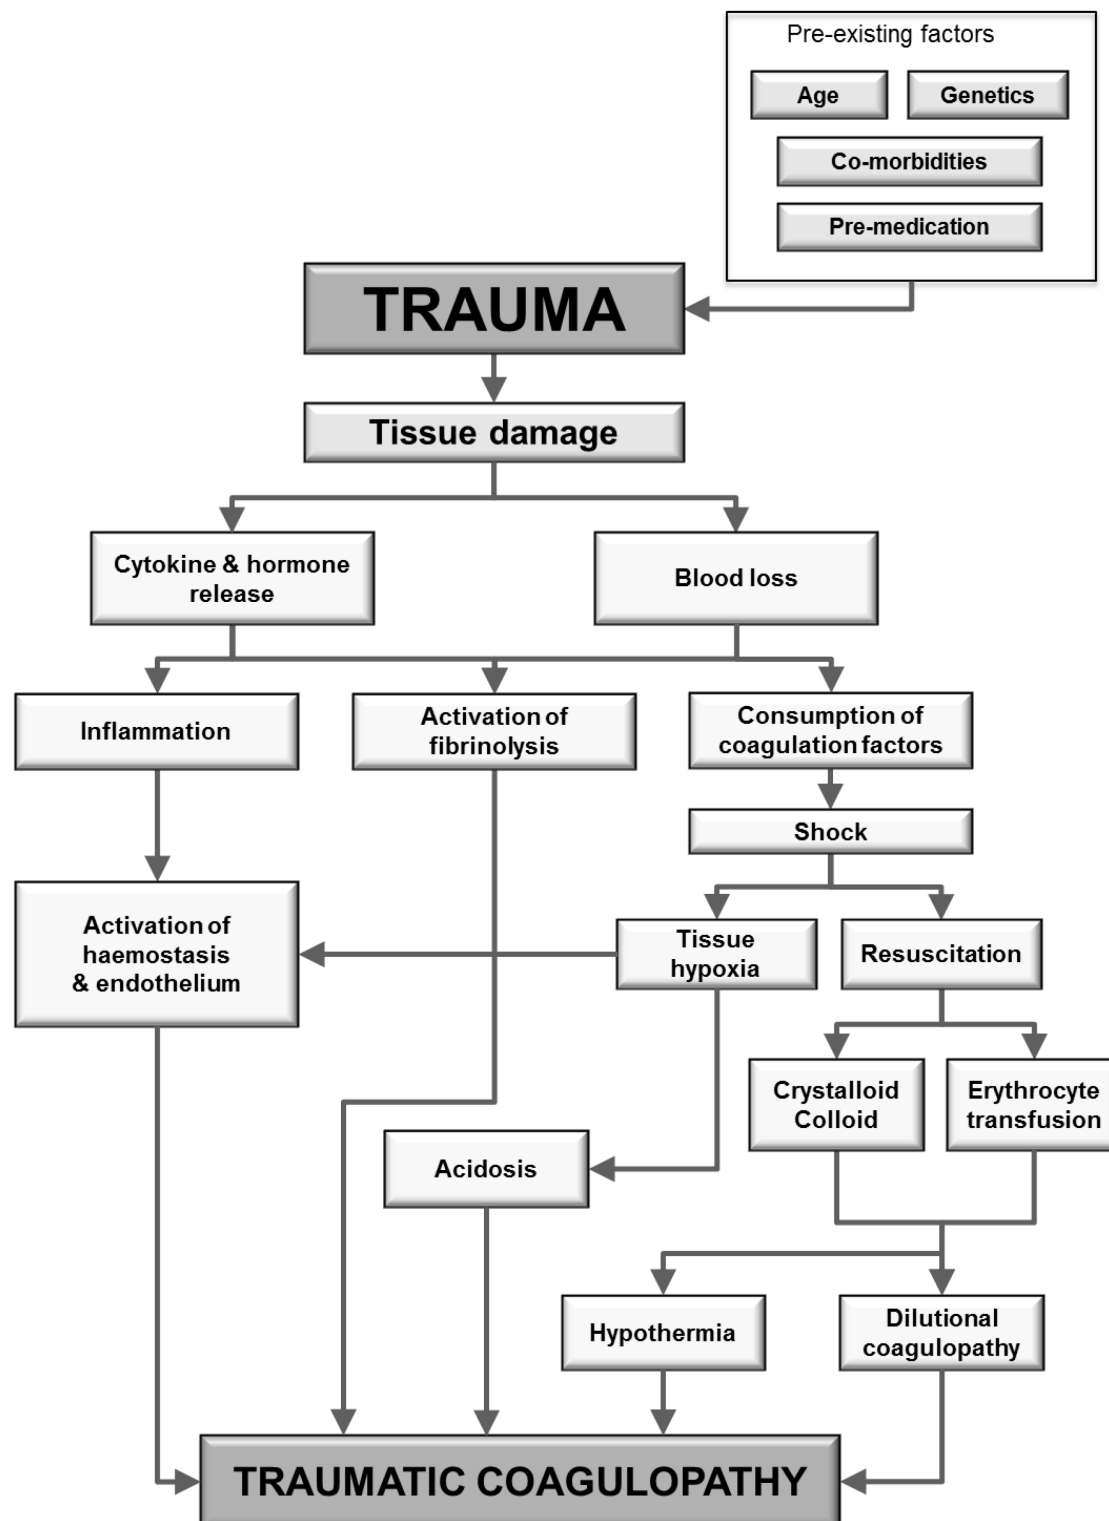 Pre-existing factors
Age
Genetics
Co-morbidities
Pre-medication
TRAUMA
Tissue damage
Cytokine & hormone
release
Blood loss
Inflammation
Activation of
fibrinolysis
Consumption of
coagulation factors
Shock
Activation of
haemostasis
& endothelium
Tissue
hypoxia
Resuscitation
Crystalloid
Colloid
Erythrocyte
transfusion
Acidosis
Hypothermia
Dilutional
coagulopathy
TRAUMATIC COAGULOPATHY